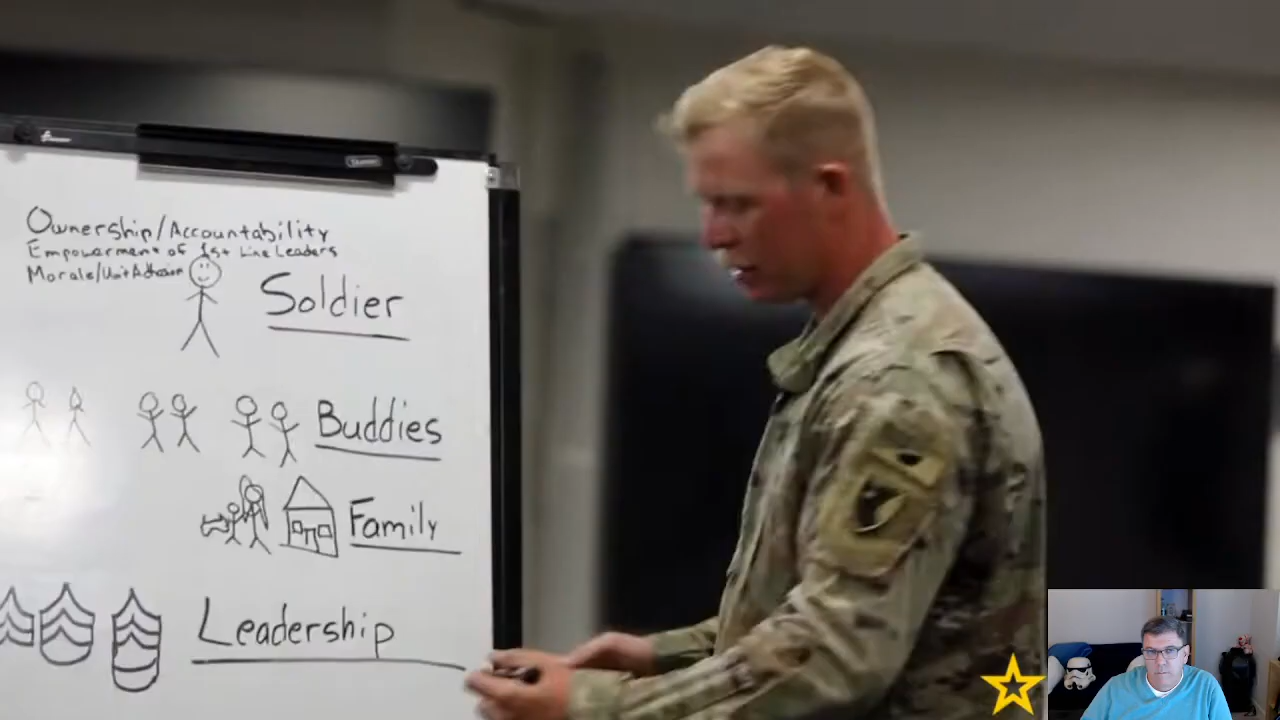 Ownership/Accountability
Empowerment of 1st Line Leaders
Morale/Unit Adhesion
Soldier
Buddies
Family
Leadership